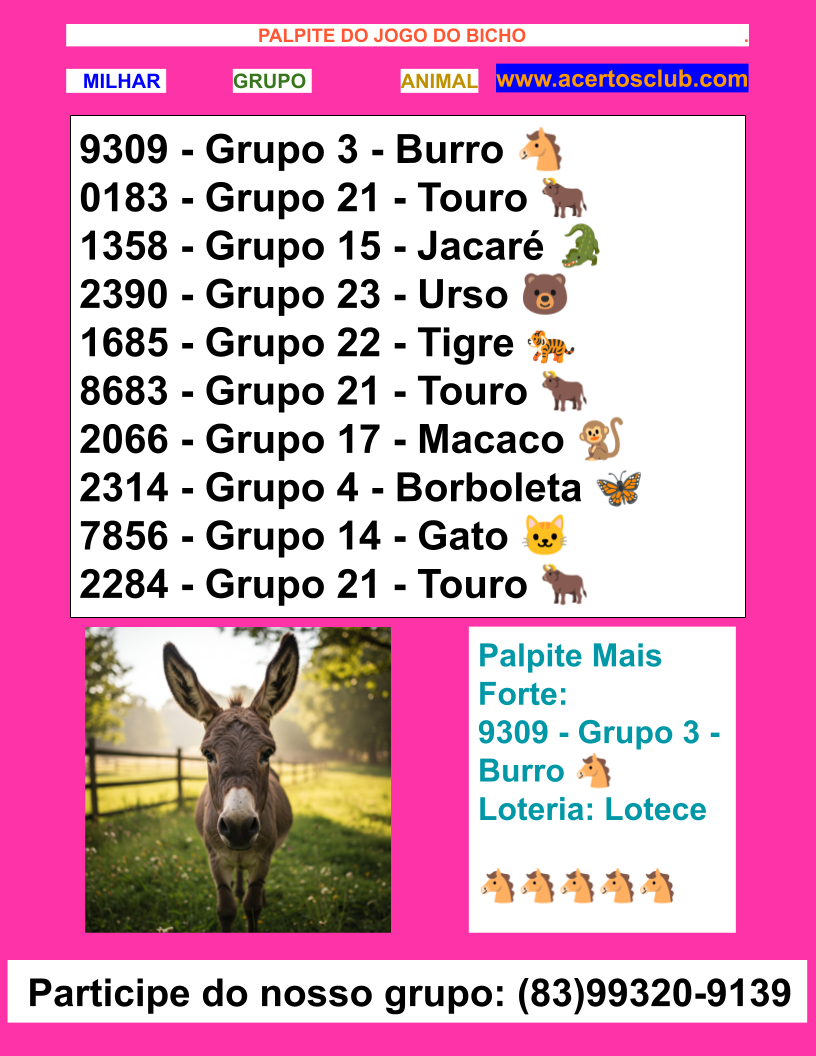 PALPITE DO JOGO DO BICHO .
MILHAR GRUPO ANIMAL www.acertosclub.com
9309 - Grupo 3 - Burro 🐴
0183 - Grupo 21 - Touro 🐂
1358 - Grupo 15 - Jacaré 🐊
2390 - Grupo 23 - Urso 🐻
1685 - Grupo 22 - Tigre 🐅
8683 - Grupo 21 - Touro 🐂
2066 - Grupo 17 - Macaco 🐒
2314 - Grupo 4 - Borboleta 🦋
7856 - Grupo 14 - Gato 🐱
2284 - Grupo 21 - Touro 🐂
Palpite Mais
Forte:
9309 - Grupo 3 -
Burro 🐴
Loteria: Lotece
🐴🐴🐴🐴🐴
Participe do nosso grupo: (83)99320-9139